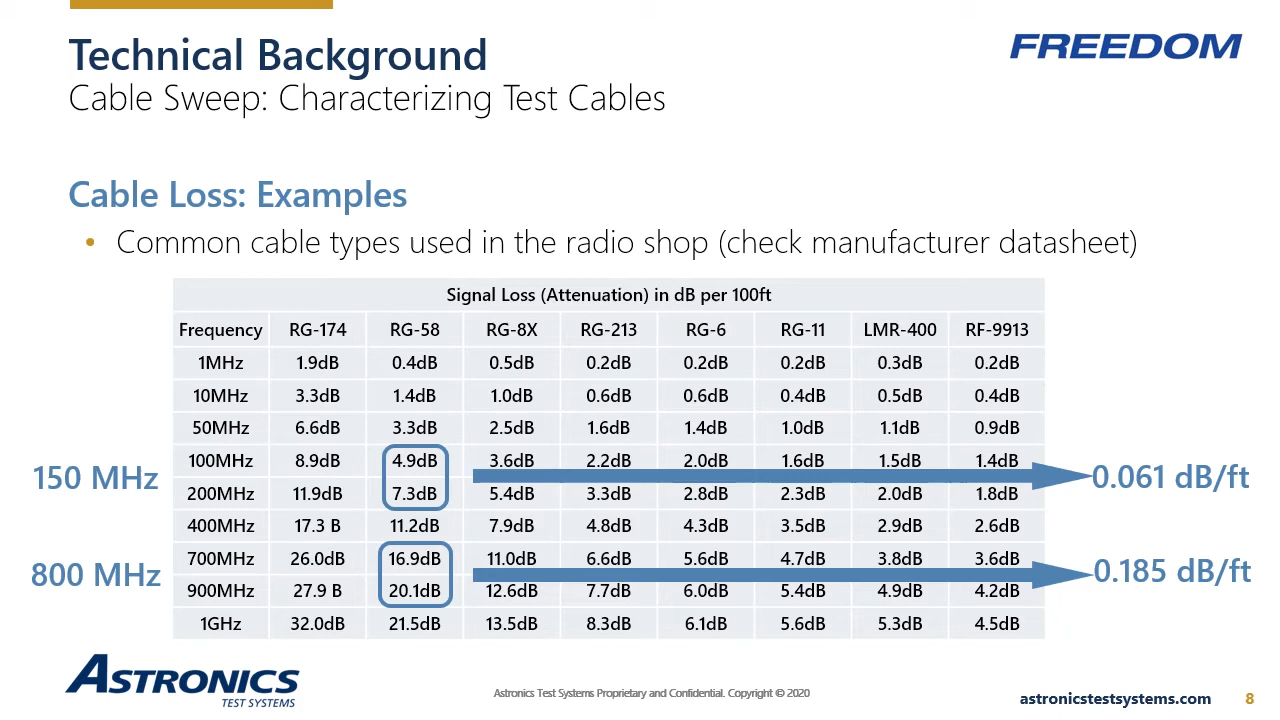 Technical Background
FREEDOM
Cable Sweep: Characterizing Test Cables
Cable Loss: Examples
• Common cable types used in the radio shop (check manufacturer datasheet)
Signal Loss (Attenuation) in dB per 100ft
Frequency RG-174 RG-58 RG-8X RG-213 RG-6 RG-11 LMR-400 RF-9913
1MHz 1.9dB 0.4dB 0.5dB 0.2dB 0.2dB 0.2dB 0.3dB 0.2dB
10MHz 3.3dB 1.4dB 1.0dB 0.6dB 0.6dB 0.4dB 0.5dB 0.4dB
50MHz 6.6dB 3.3dB 2.5dB 1.6dB 1.4dB 1.0dB 1.1dB 0.9dB
100MHz 8.9dB 4.9dB 3.6dB 2.2dB 2.0dB 1.6dB 1.5dB 1.4dB
150 MHz 0.061 dB/ft
200MHz 11.9dB 7.3dB 5.4dB 3.3dB 2.8dB 2.3dB 2.0dB 1.8dB
400MHz 17.3 B 11.2dB 7.9dB 4.8dB 4.3dB 3.5dB 2.9dB 2.6dB
700MHz 26.0dB 16.9dB 11.0dB 6.6dB 5.6dB 4.7dB 3.8dB 3.6dB
800 MHz 0.185 dB/ft
900MHz 27.9 B 20.1dB 12.6dB 7.7dB 6.0dB 5.4dB 4.9dB 4.2dB
1GHz 32.0dB 21.5dB 13.5dB 8.3dB 6.1dB 5.6dB 5.3dB 4.5dB
ASTRONICS
TEST SYSTEMS
Astronics Test Systems Proprietary and Confidential. Copyright © 2020
astronicstestsystems.com 8